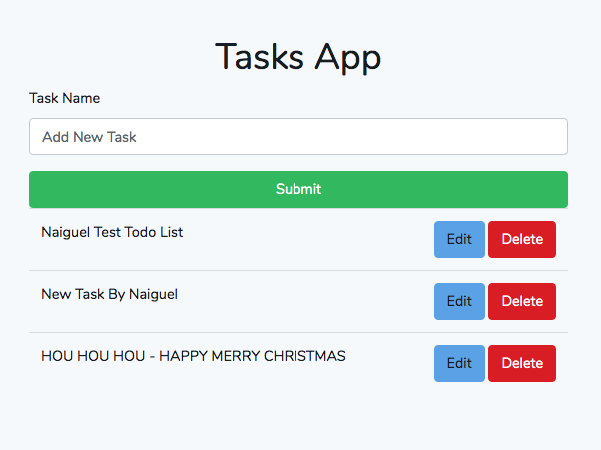 Tasks App
Task Name
Add New Task
Submit
Naiguel Test Todo List Edit Delete
New Task By Naiguel Edit Delete
HOU HOU HOU - HAPPY MERRY CHRISTMAS Edit Delete